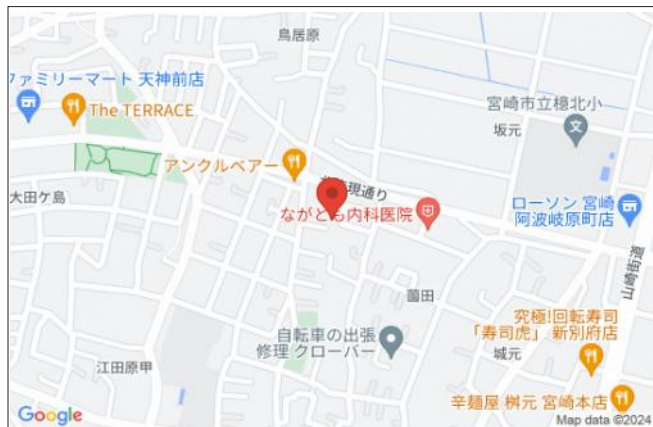 鳥居原
ファミリーマート 天神前店
The TERRACE
宮崎市立檍北小
坂元
アンクルベアー
現通り
大田ケ島
ながとも内科医院
ローソン 宮崎
阿波岐原町店
山崎街道
薗田
究極!回転寿司
「寿司虎」 新別府店
自転車の出張
修理 クローバー
城元
江田原甲
辛麺屋 桝元 宮崎本店
Google
Map data ©2024